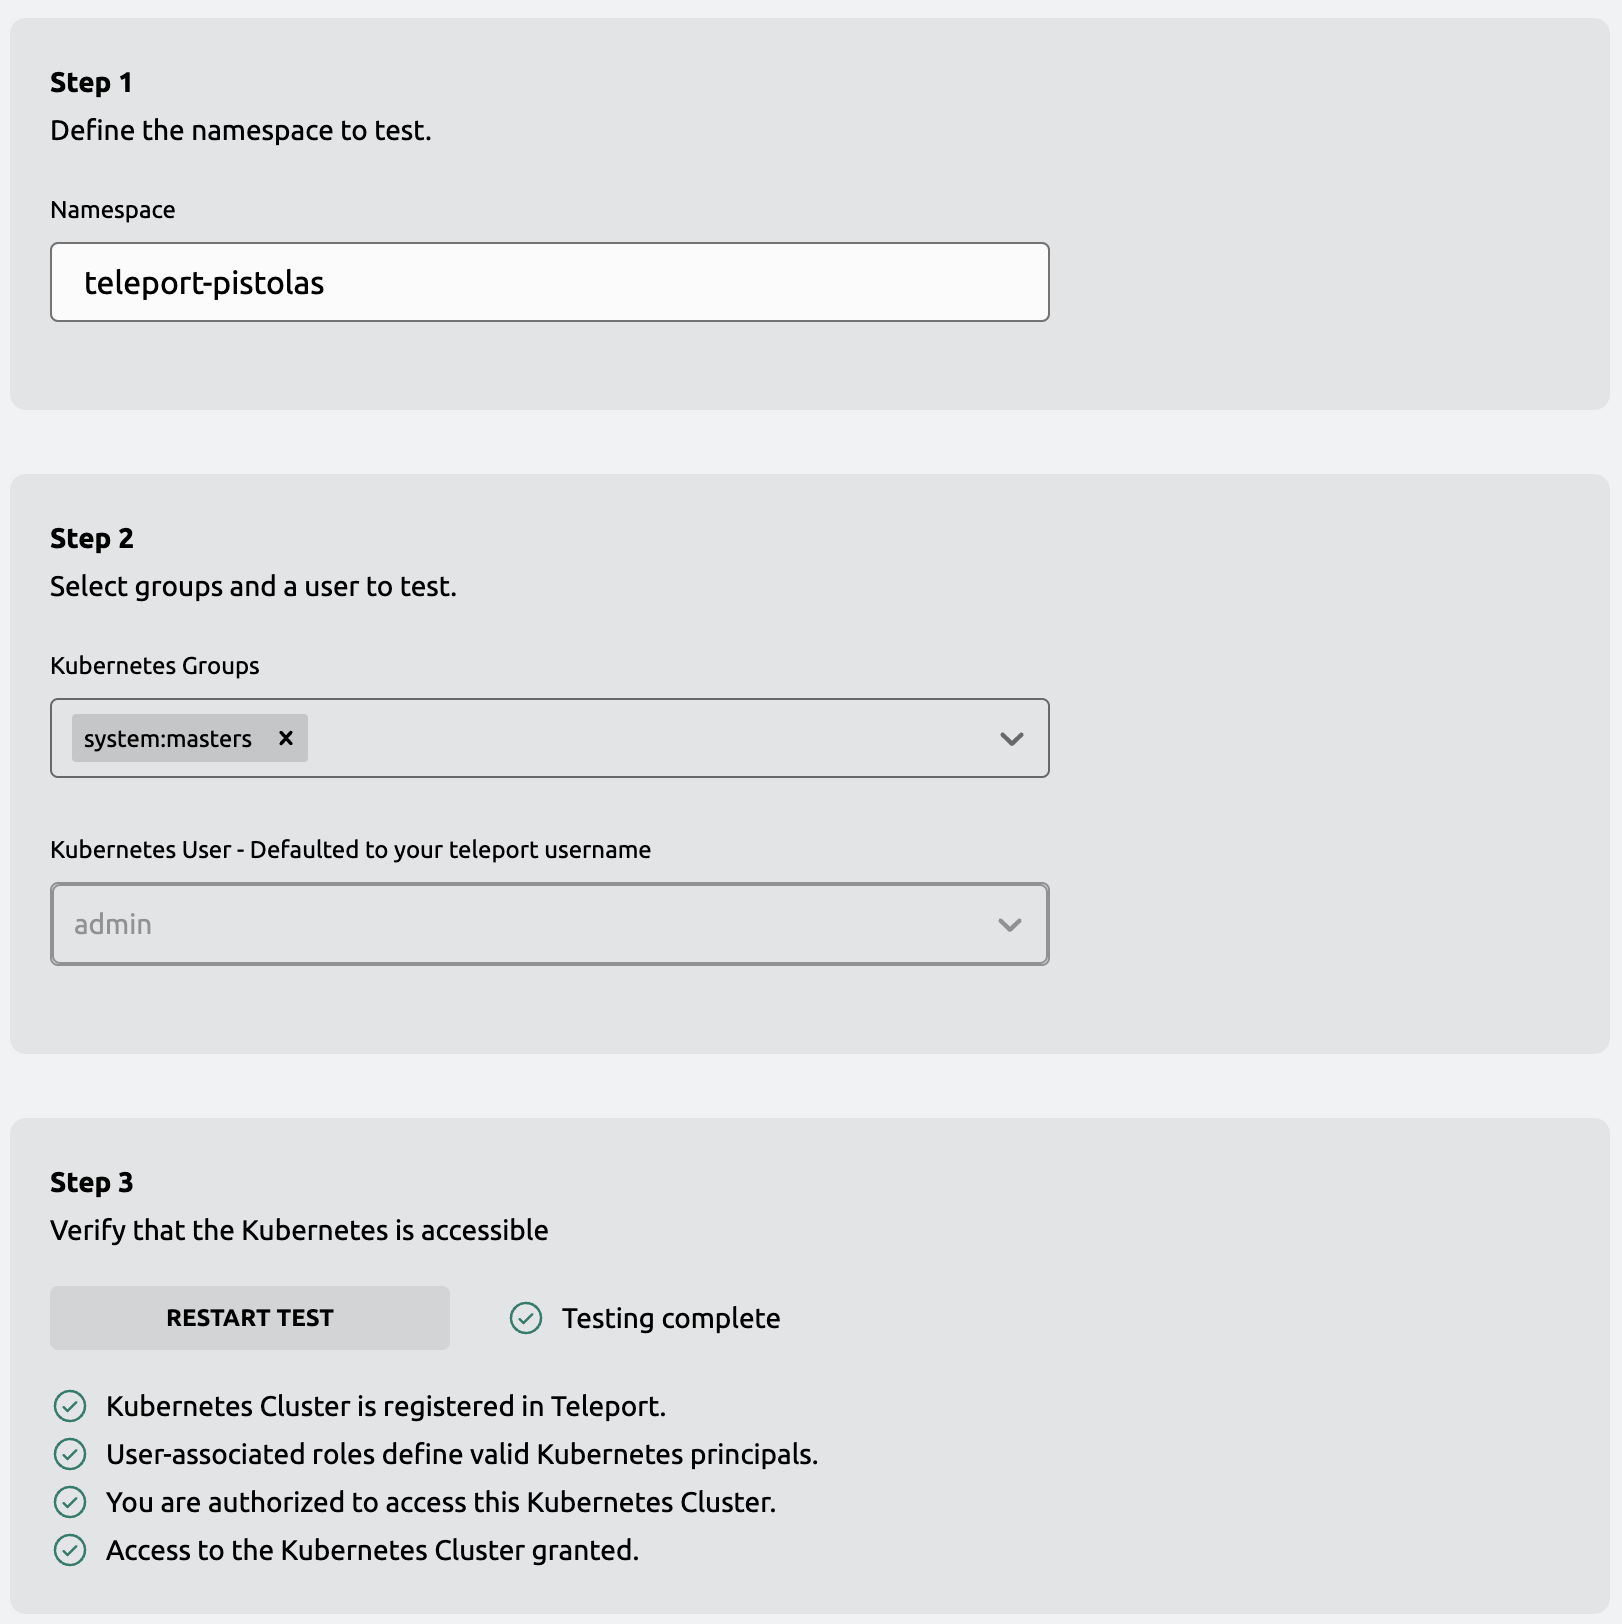 Step 1
Define the namespace to test.
Namespace
teleport-pistolas
Step 2
Select groups and a user to test.
Kubernetes Groups
system:masters
Kubernetes User - Defaulted to your teleport username
admin
Step 3
Verify that the Kubernetes is accessible
RESTART TEST
Testing complete
Kubernetes Cluster is registered in Teleport.
User-associated roles define valid Kubernetes principals.
You are authorized to access this Kubernetes Cluster.
Access to the Kubernetes Cluster granted.